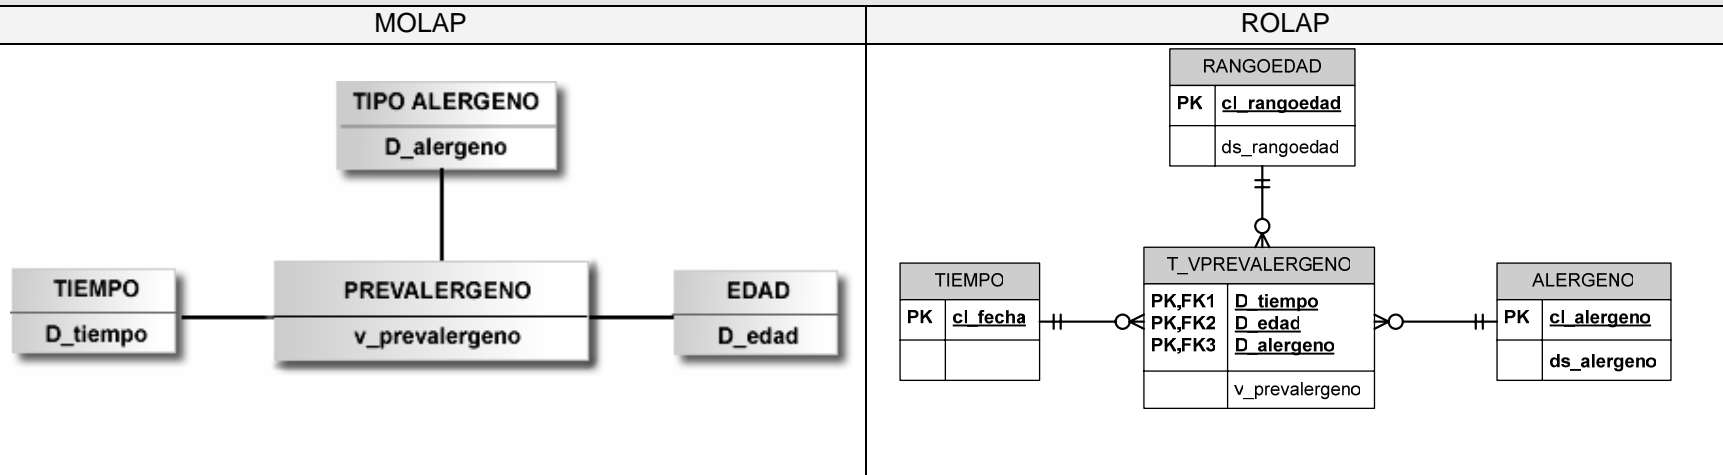 MOLAP
ROLAP
TIPO ALERGENO
D_alergeno
TIEMPO
D_tiempo
PREVALERGENO
v_prevalergeno
EDAD
D_edad
RANGOEDAD
PK cl_rangoedad
ds_rangoedad
TIEMPO
PK cl_fecha
T_VPREVALERGENO
PK,FK1 D_tiempo
PK,FK2 D_edad
PK,FK3 D_alergeno
v_prevalergeno
ALERGENO
PK cl_alergeno
ds_alergeno